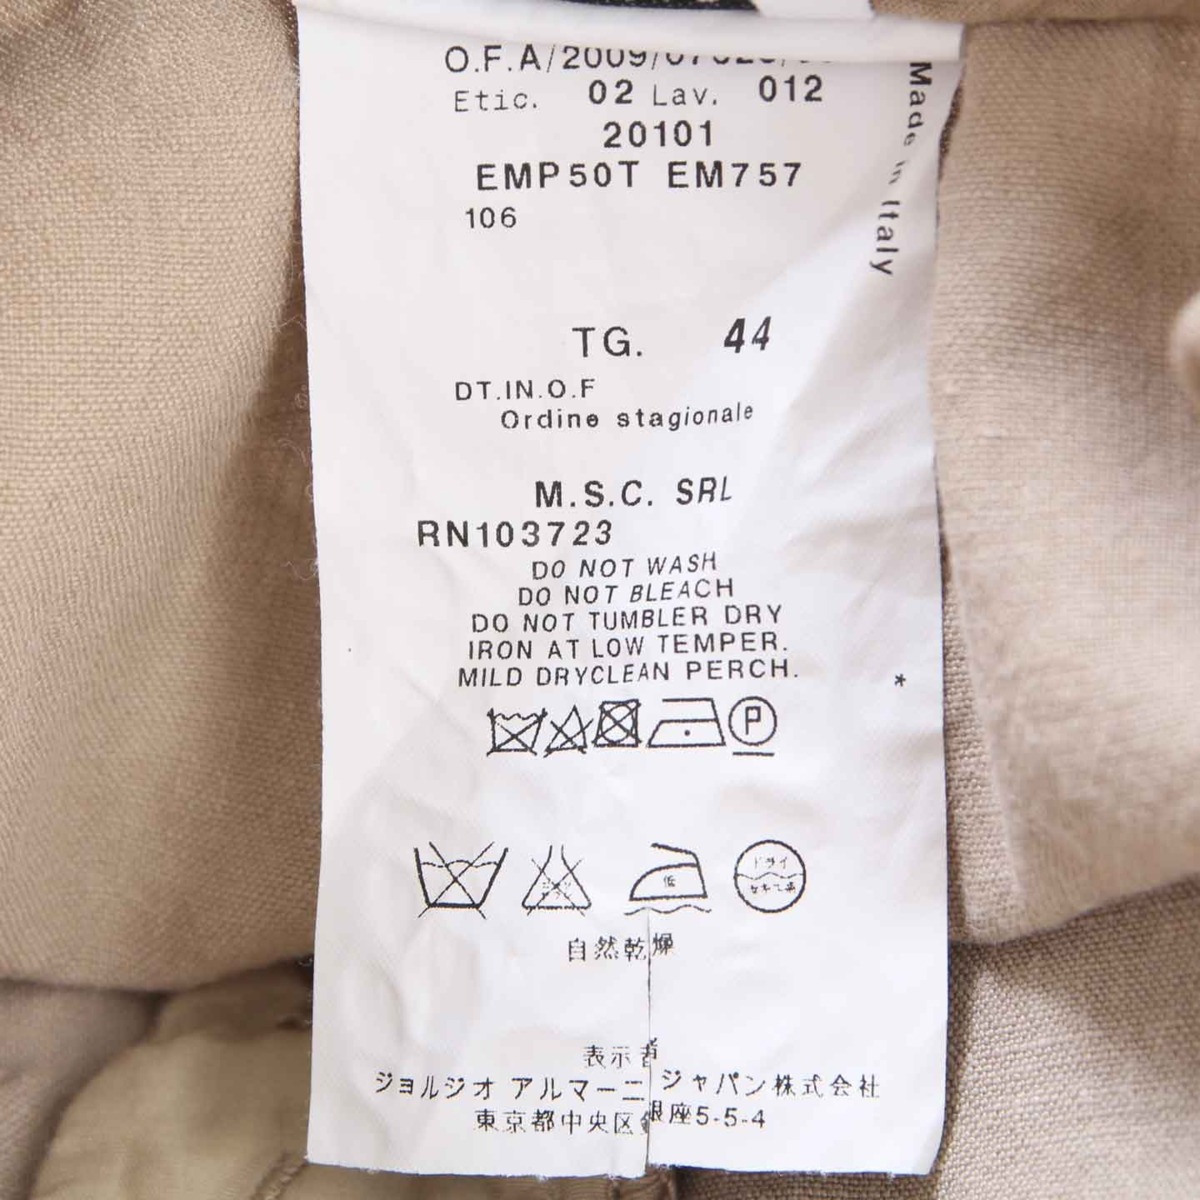 O.F.A/2009/
Etic. 02 Lav. 012
20101
EMP50T EM757
106
Made in Italy
TG. 44
DT.IN.O.F
Ordine stagionale
M.S.C. SRL
RN103723
DO NOT WASH
DO NOT BLEACH
DO NOT TUMBLER DRY
IRON AT LOW TEMPER.
MILD DRYCLEAN PERCH.
*
P
低
ドライ
セキユ系
自然乾燥
表示者
ジョルジオ アルマーニ ジャパン株式会社
東京都中央区銀座5-5-4